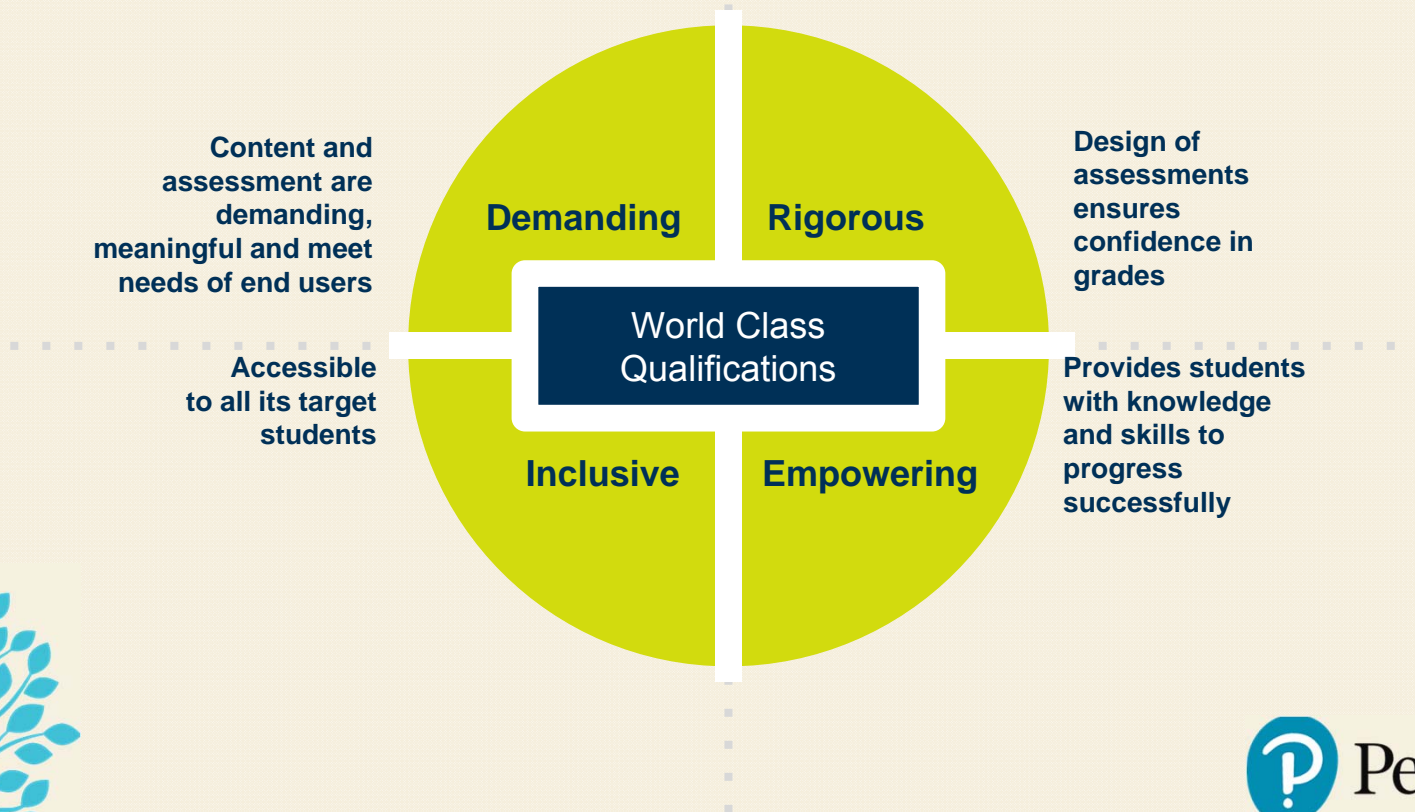 Content and
assessment are
demanding,
meaningful and meet
needs of end users
Demanding
Rigorous
Design of
assessments
ensures
confidence in
grades
World Class
Qualifications
Accessible
to all its target
students
Inclusive
Empowering
Provides students
with knowledge
and skills to
progress
successfully
P Pe